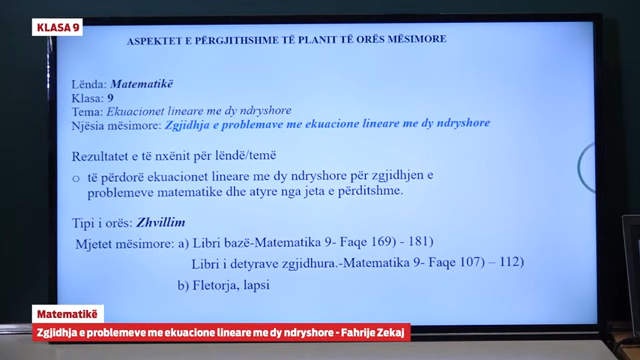 KLASA 9
ASPEKTET E PËRGJITHSHME TË PLANIT TË ORËS MËSIMORE
Lënda: Matematikë
Klasa: 9
Tema: Ekuacionet lineare me dy ndryshore
Njësia mësimore: Zgjidhja e problemave me ekuacione lineare me dy ndryshore
Rezultatet e të nxënit për lëndë/temë
o të përdorë ekuacionet lineare me dy ndryshore për zgjidhjen e
problemeve matematike dhe atyre nga jeta e përditshme.
Tipi i orës: Zhvillim
Mjetet mësimore: a) Libri bazë-Matematika 9- Faqe 169) - 181)
Libri i detyrave zgjidhura.-Matematika 9- Faqe 107) – 112)
b) Fletorja, lapsi
Matematikë
Zgjidhja e problemeve me ekuacione lineare me dy ndryshore - Fahrije Zekaj